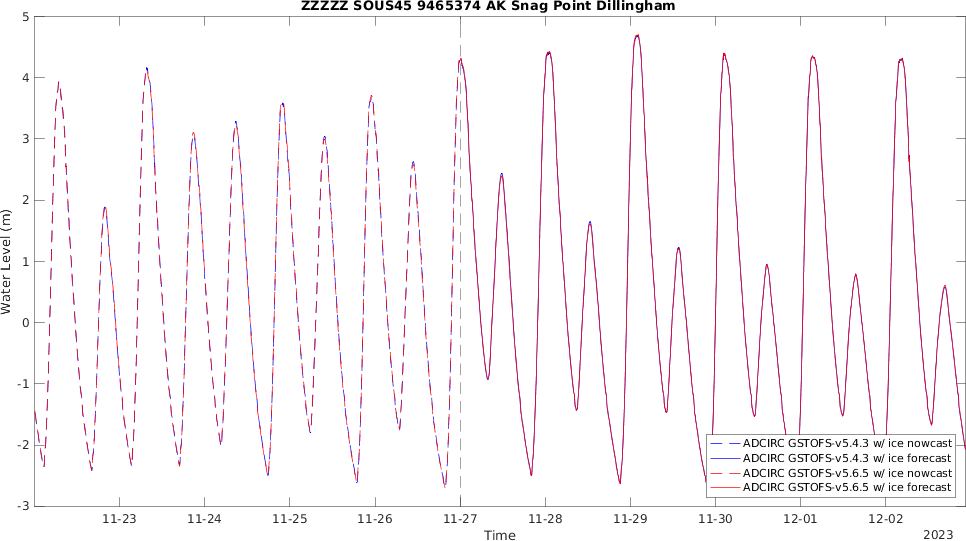 ZZZZZ SOUS45 9465374 AK Snag Point Dillingham
5
4
3
2
1
0
-1
-2
-3
Water Level (m)
ADCIRC GSTOFS-v5.4.3 w/ ice nowcast
ADCIRC GSTOFS-v5.4.3 w/ ice forecast
ADCIRC GSTOFS-v5.6.5 w/ ice nowcast
ADCIRC GSTOFS-v5.6.5 w/ ice forecast
11-23 11-24 11-25 11-26 11-27 11-28 11-29 11-30 12-01 12-02
Time
2023